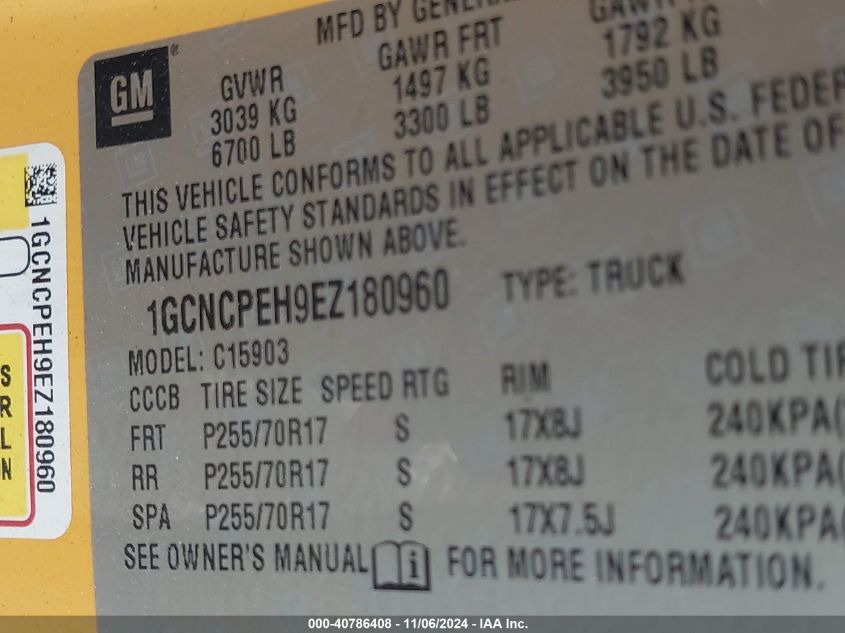 MFD BY GENERA
GM ®
GVWR GAWR FRT GAWR R
3039 KG 1497 KG 1792 KG
6700 LB 3300 LB 3950 LB
THIS VEHICLE CONFORMS TO ALL APPLICABLE U.S. FEDER
VEHICLE SAFETY STANDARDS IN EFFECT ON THE DATE OF
MANUFACTURE SHOWN ABOVE.
1GCNCPEH9EZ180960 TYPE: TRUCK
MODEL: C15903
CCCB TIRE SIZE SPEED RTG RIM COLD TIR
FRT P255/70R17 S 17X8J 240KPA(
RR P255/70R17 S 17X8J 240KPA(
SPA P255/70R17 S 17X7.5J 240KPA(
SEE OWNER'S MANUAL i FOR MORE INFORMATION.
1GCNCPEH9EZ180960
S
R
L
N
000-40786408 - 11/06/2024 - IAA Inc.